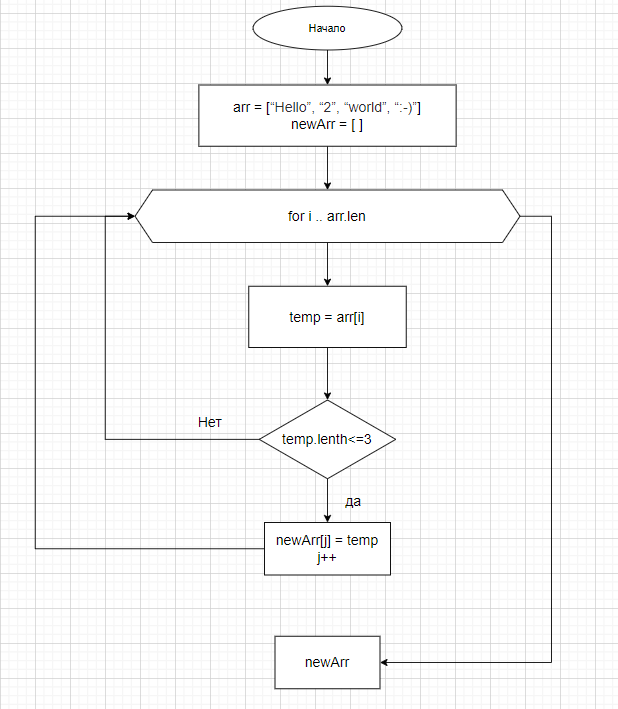 Начало
arr = [“Hello”, “2”, “world”, “:-)”]
newArr = [ ]
for i .. arr.len
temp = arr[i]
Нет
temp.lenth<=3
да
newArr[j] = temp
j++
newArr